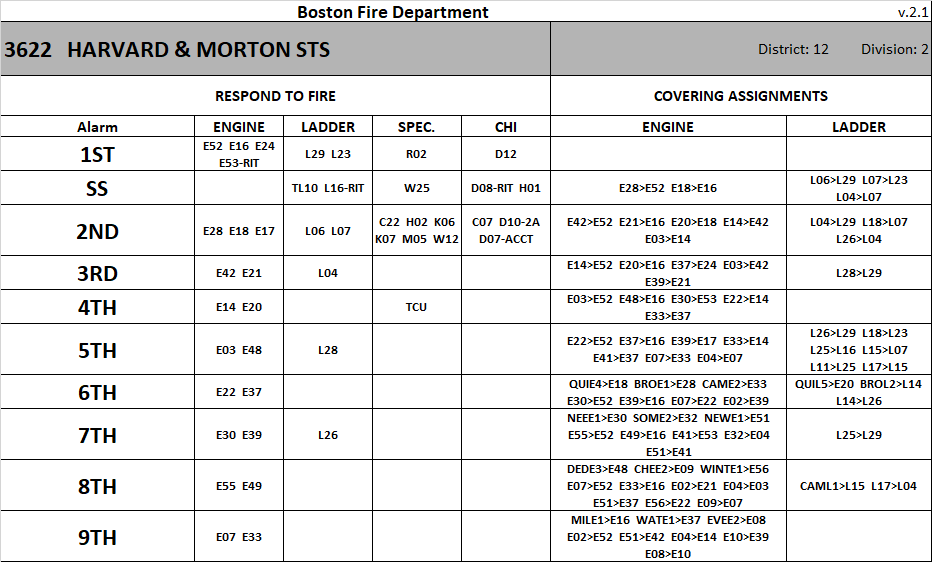 Boston Fire Department v.2.1
3622 HARVARD & MORTON STS District: 12 Division: 2
RESPOND TO FIRE COVERING ASSIGNMENTS
Alarm ENGINE LADDER SPEC. CHI ENGINE LADDER
1ST
E52 E16 E24
E53-RIT
L29 L23
R02
D12
SS
TL10 L16-RIT
W25
D08-RIT H01
E28>E52 E18>E16
L06>L29 L07>L23
L04>L07
2ND
E28 E18 E17
L06 L07
C22 H02 K06
K07 M05 W12
C07 D10-2A
D07-ACCT
E42>E52 E21>E16 E20>E18 E14>E42
E03>E14
L04>L29 L18>L07
L26>L04
3RD
E42 E21
L04
E14>E52 E20>E16 E37>E24 E03>E42
E39>E21
L28>L29
4TH
E14 E20
TCU
E03>E52 E48>E16 E30>E53 E22>E14
E33>E37
5TH
E03 E48
L28
E22>E52 E37>E16 E39>E17 E33>E14
E41>E37 E07>E33 E04>E07
L26>L29 L18>L23
L25>L16 L15>L07
L11>L25 L17>L15
6TH
E22 E37
QUIE4>E18 BROE1>E28 CAME2>E33
E30>E52 E39>E16 E07>E22 E02>E39
QUIL5>E20 BROL2>L14
L14>L26
7TH
E30 E39
L26
NEEE1>E30 SOME2>E32 NEWE1>E51
E55>E52 E49>E16 E41>E53 E32>E04
E51>E41
L25>L29
8TH
E55 E49
DEDE3>E48 CHEE2>E09 WINTE1>E56
E07>E52 E33>E16 E02>E21 E04>E03
E51>E37 E56>E22 E09>E07
CAML1>L15 L17>L04
9TH
E07 E33
MILE1>E16 WATE1>E37 EVEE2>E08
E02>E52 E51>E42 E04>E14 E10>E39
E08>E10